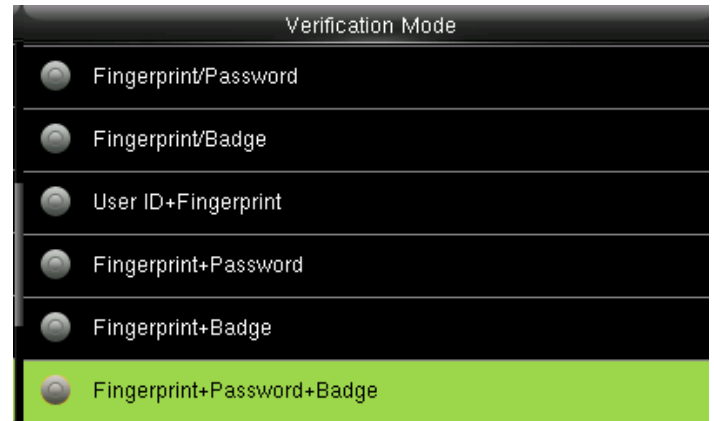 Verification Mode
Fingerprint/Password
Fingerprint/Badge
User ID+Fingerprint
Fingerprint+Password
Fingerprint+Badge
Fingerprint+Password+Badge